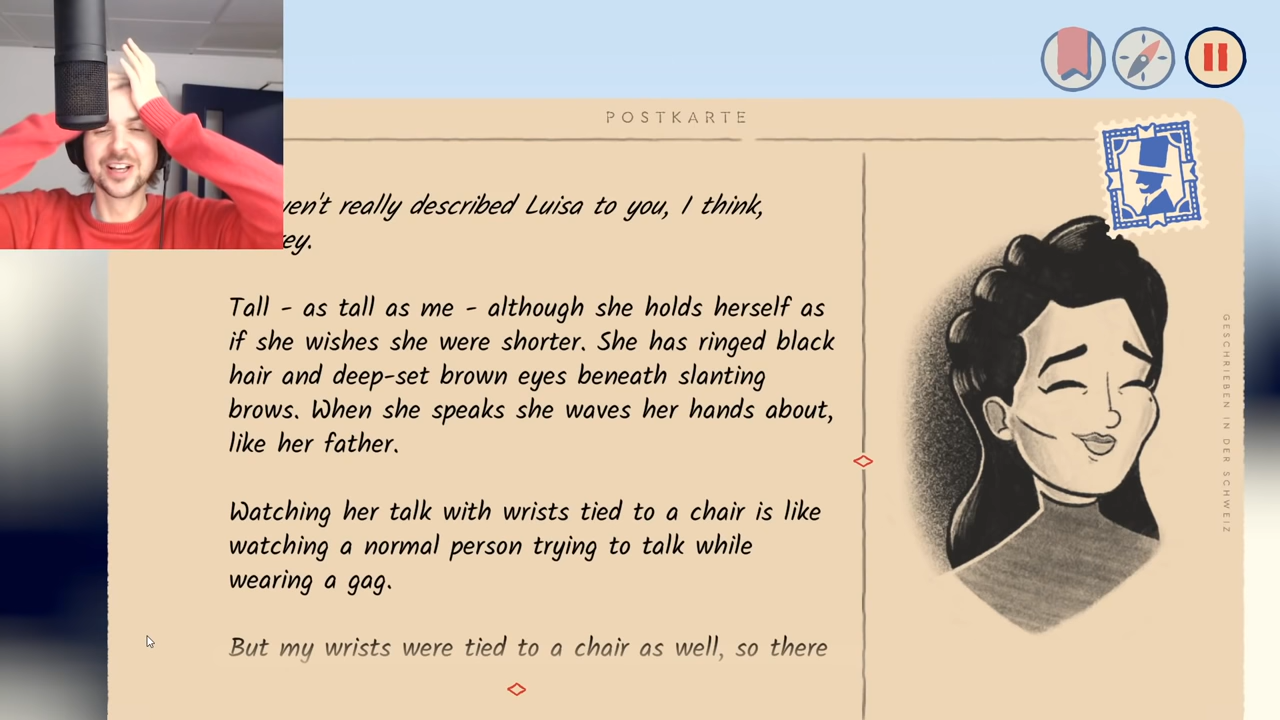 POSTKARTE
really described Luisa to you, I think,
Tall - as tall as me - although she holds herself as
if she wishes she were shorter. She has ringed black
hair and deep-set brown eyes beneath slanting
brows. When she speaks she waves her hands about,
like her father.
Watching her talk with wrists tied to a chair is like
watching a normal person trying to talk while
wearing a gag.
But my wrists were tied to a chair as well, so there
GESCHRIEBEN IN DER SCHWEIZ